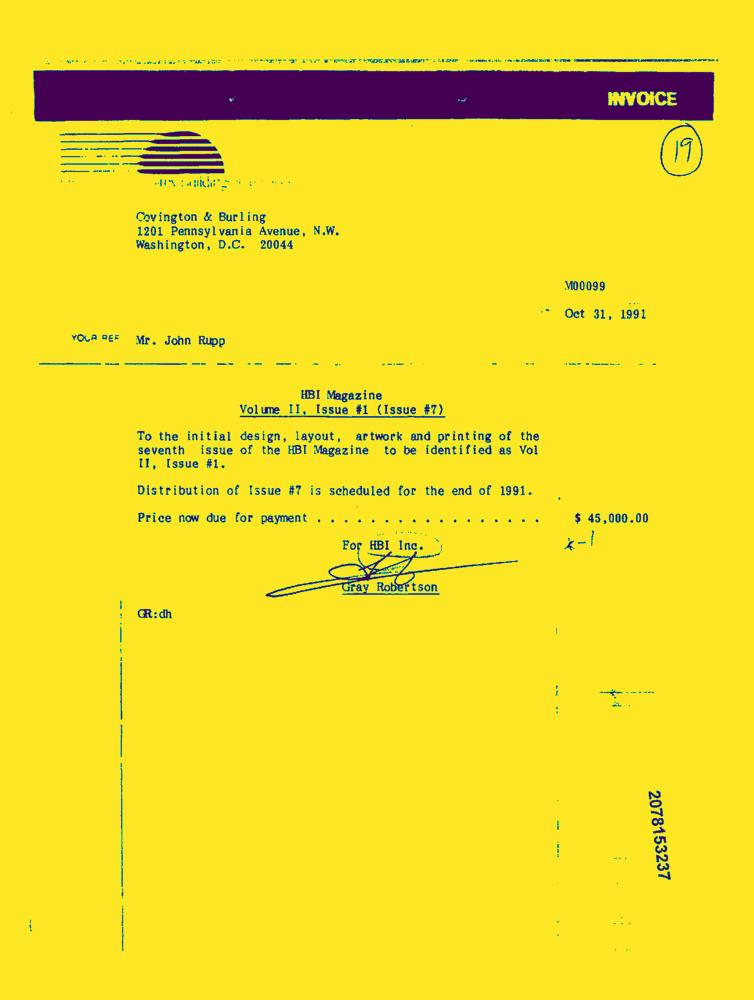 INVOICE
19
Covington & Burling
1201 Pennsylvania Avenue, N.W.
Washington, D.C. 20044
M00099
Oct 31, 1991
YOUR REF Mr. John Rupp
HBI Magazine
Volume II, Issue #1 (Issue #7)
To the initial design, layout, artwork and printing of the
seventh issue of the HBI Magazine to be identified as Vol
II, Issue #1.
Distribution of Issue #7 is scheduled for the end of 1991.
Price now due for payment . . . . . . . . . . . . . . . . . $ 45,000.00
For HBI Inc.
Gray Robertson
GR:dh
2078153237